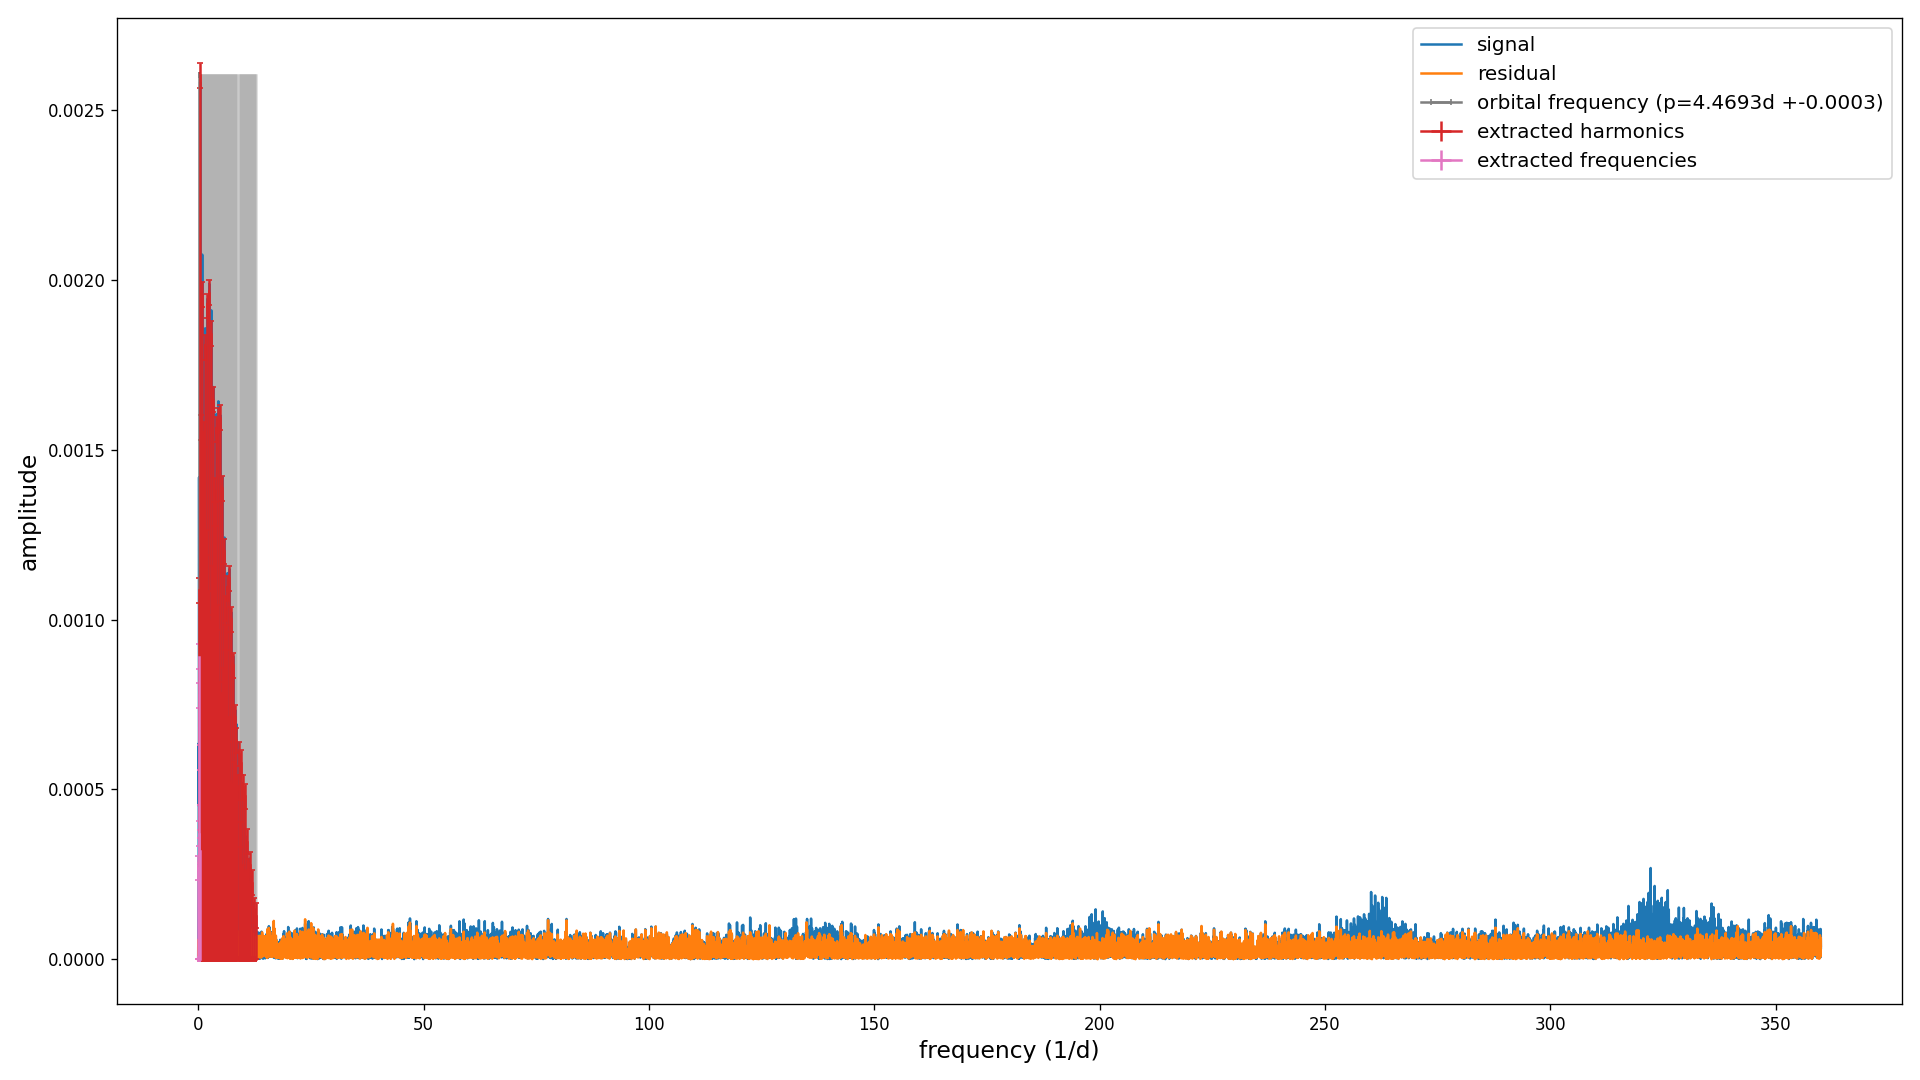 signal
residual
orbital frequency (p=4.4693d +-0.0003)
extracted harmonics
extracted frequencies
amplitude
0.0025
0.0020
0.0015
0.0010
0.0005
0.0000
0 50 100 150 200 250 300 350
frequency (1/d)